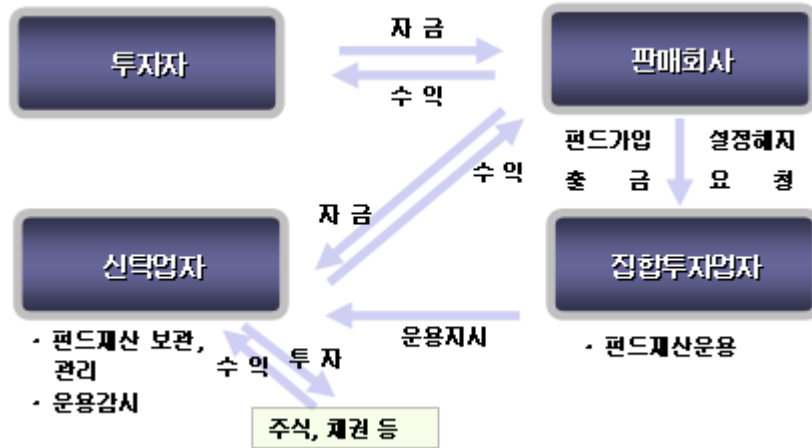 투자자
자 금
판매회사
수 익
펀드가입 설정해지
출 금 요 청
수 익
자 금
신탁업자
집합투자업자
운용지시
· 펀드재산 보관,
관리
· 운용감시
수 익 투 자
· 펀드재산운용
주식, 채권 등